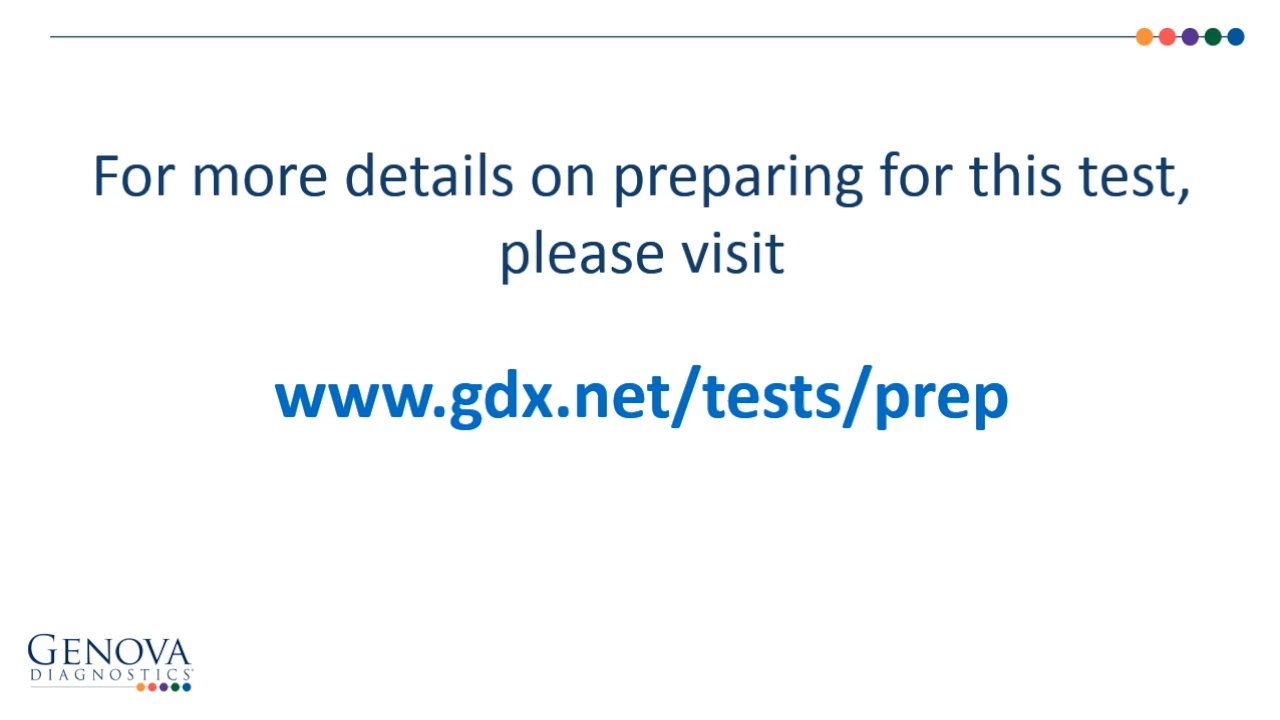 For more details on preparing for this test,
please visit
www.gdx.net/tests/prep
GENOVA
DIAGNOSTICS